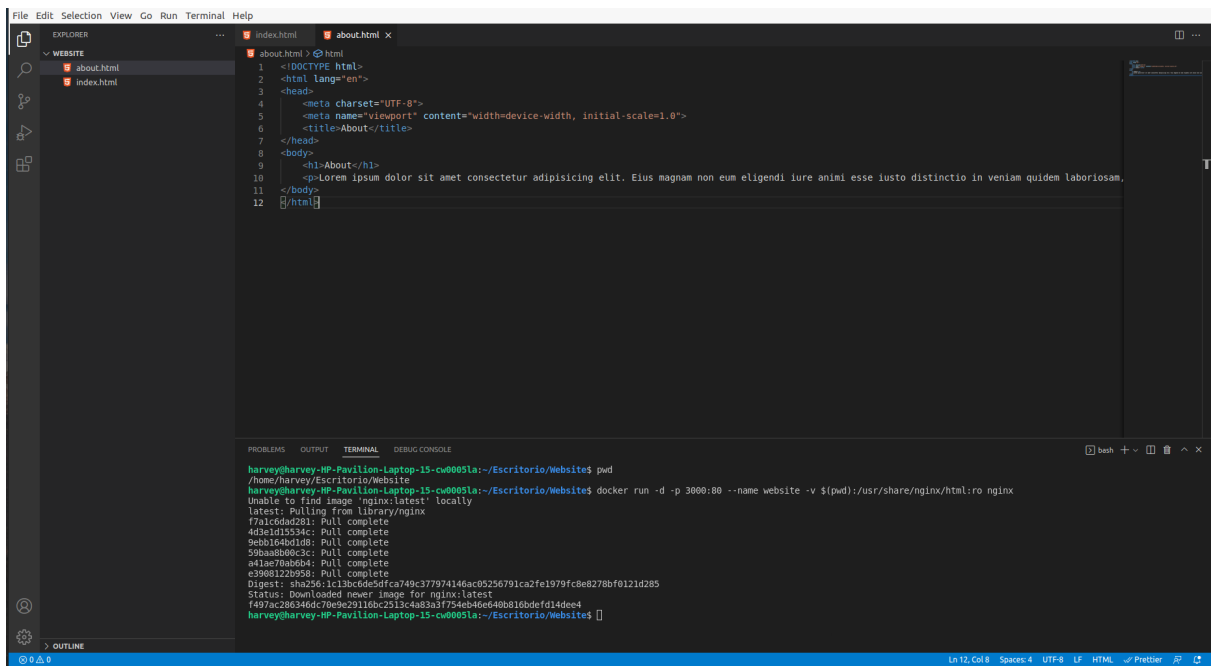 File Edit Selection View Go Run Terminal Help
EXPLORER ···
index.html about.html
WEBSITE
about.html
index.html
about.html > html
1 <!DOCTYPE html>
2 <html lang="en">
3 <head>
4 <meta charset="UTF-8">
5 <meta name="viewport" content="width=device-width, initial-scale=1.0">
6 <title>About</title>
7 </head>
8 <body>
9 <h1>About</h1>
10 <p>Lorem ipsum dolor sit amet consectetur adipisicing elit. Eius magnam non eum eligendi iure animi esse iusto distinctio in veniam quidem laboriosam,
11 </body>
12 </html>
PROBLEMS OUTPUT TERMINAL DEBUG CONSOLE
bash
harvey@harvey-HP-Pavilion-Laptop-15-cw0005la:~/Escritorio/Website$ pwd
/home/harvey/Escritorio/Website
harvey@harvey-HP-Pavilion-Laptop-15-cw0005la:~/Escritorio/Website$ docker run -d -p 3000:80 --name website -v $(pwd):/usr/share/nginx/html:ro nginx
Unable to find image 'nginx:latest' locally
latest: Pulling from library/nginx
f7a1c6dad281: Pull complete
4d3e1d15534c: Pull complete
9ebb164bd1d8: Pull complete
59baa8b00c3c: Pull complete
a41ae70ab6b4: Pull complete
e3908122b958: Pull complete
Digest: sha256:1c13bc6de5dfca749c377974146ac05256791ca2fe1979fc8e8278bf0121d285
Status: Downloaded newer image for nginx:latest
f497ac286346dc70e9e29116bc2513c4a83a3f754eb46e640b816bdefd14dee4
harvey@harvey-HP-Pavilion-Laptop-15-cw0005la:~/Escritorio/Website$
OUTLINE
0 0 Ln 12, Col 8 Spaces: 4 UTF-8 LF HTML Prettier